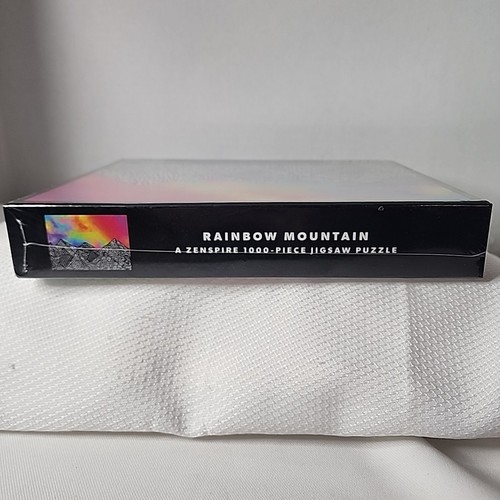 RAINBOW MOUNTAIN
A ZENSPIRE 1000-PIECE JIGSAW PUZZLE